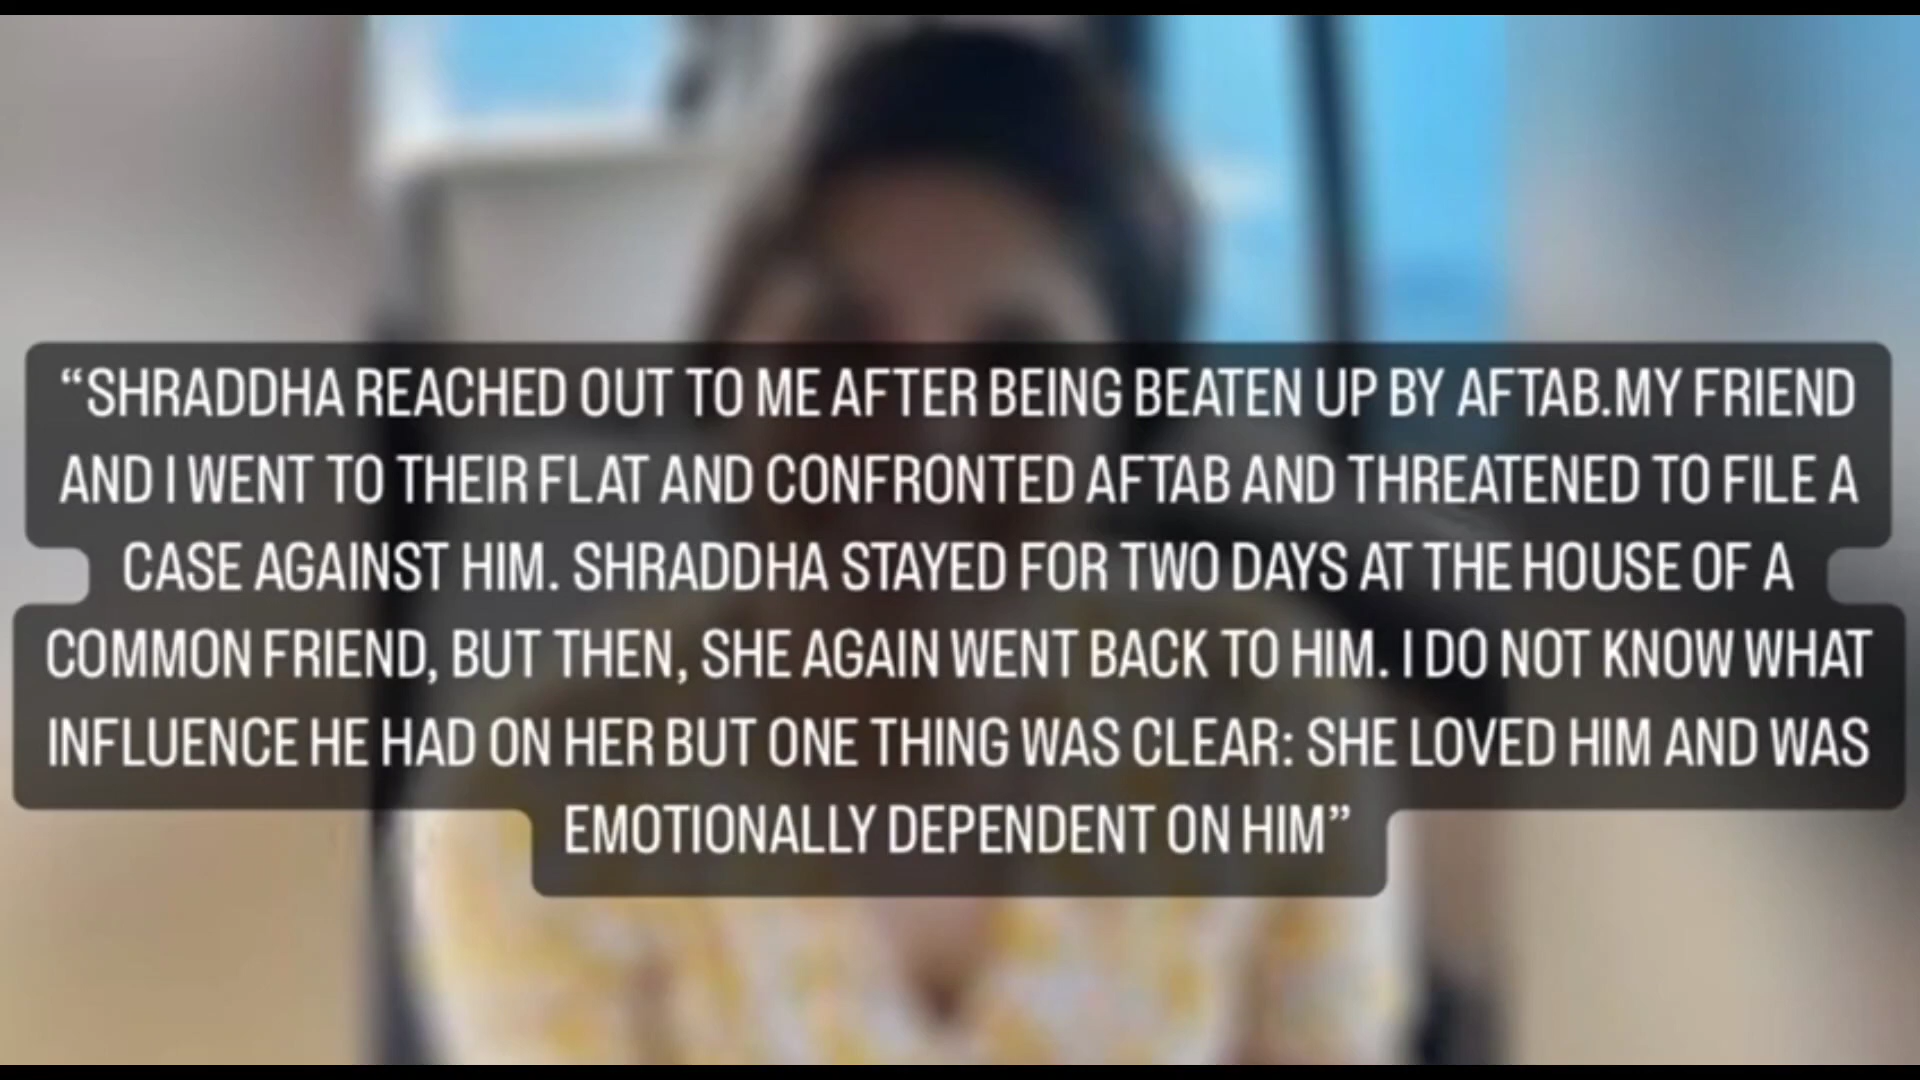 “SHRADDHA REACHED OUT TO ME AFTER BEING BEATEN UP BY AFTAB.MY FRIEND
AND I WENT TO THEIR FLAT AND CONFRONTED AFTAB AND THREATENED TO FILE A
CASE AGAINST HIM. SHRADDHA STAYED FOR TWO DAYS AT THE HOUSE OF A
COMMON FRIEND, BUT THEN, SHE AGAIN WENT BACK TO HIM. I DO NOT KNOW WHAT
INFLUENCE HE HAD ON HER BUT ONE THING WAS CLEAR: SHE LOVED HIM AND WAS
EMOTIONALLY DEPENDENT ON HIM”